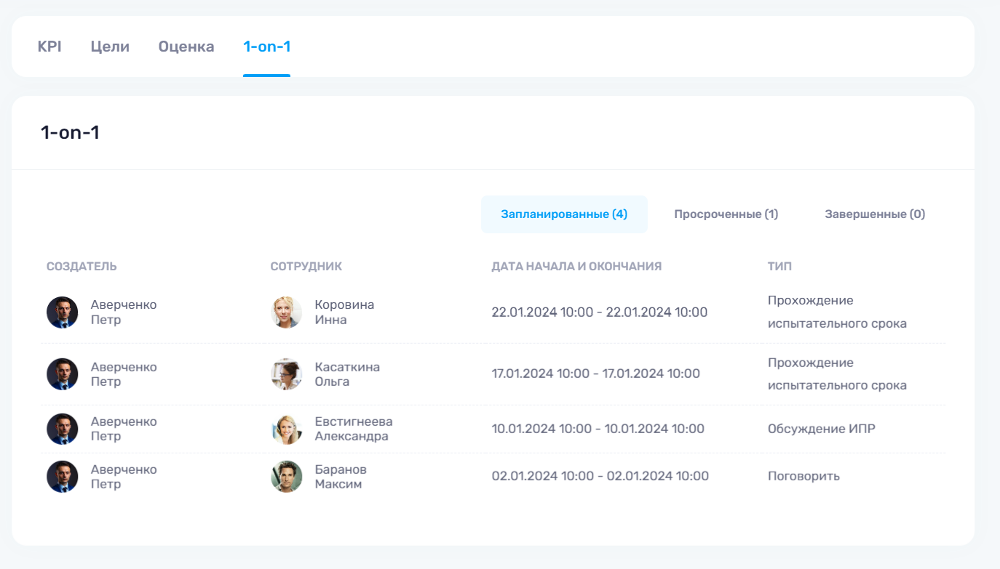 KPI Цели Оценка 1-on-1
1-on-1
Запланированные (4) Просроченные (1) Завершенные (0)
СОЗДАТЕЛЬ СОТРУДНИК ДАТА НАЧАЛА И ОКОНЧАНИЯ ТИП
Аверченко
Петр
Коровина
Инна
22.01.2024 10:00 - 22.01.2024 10:00
Прохождение
испытательного срока
Аверченко
Петр
Касаткина
Ольга
17.01.2024 10:00 - 17.01.2024 10:00
Прохождение
испытательного срока
Аверченко
Петр
Евстигнеева
Александра
10.01.2024 10:00 - 10.01.2024 10:00
Обсуждение ИПР
Аверченко
Петр
Баранов
Максим
02.01.2024 10:00 - 02.01.2024 10:00
Поговорить